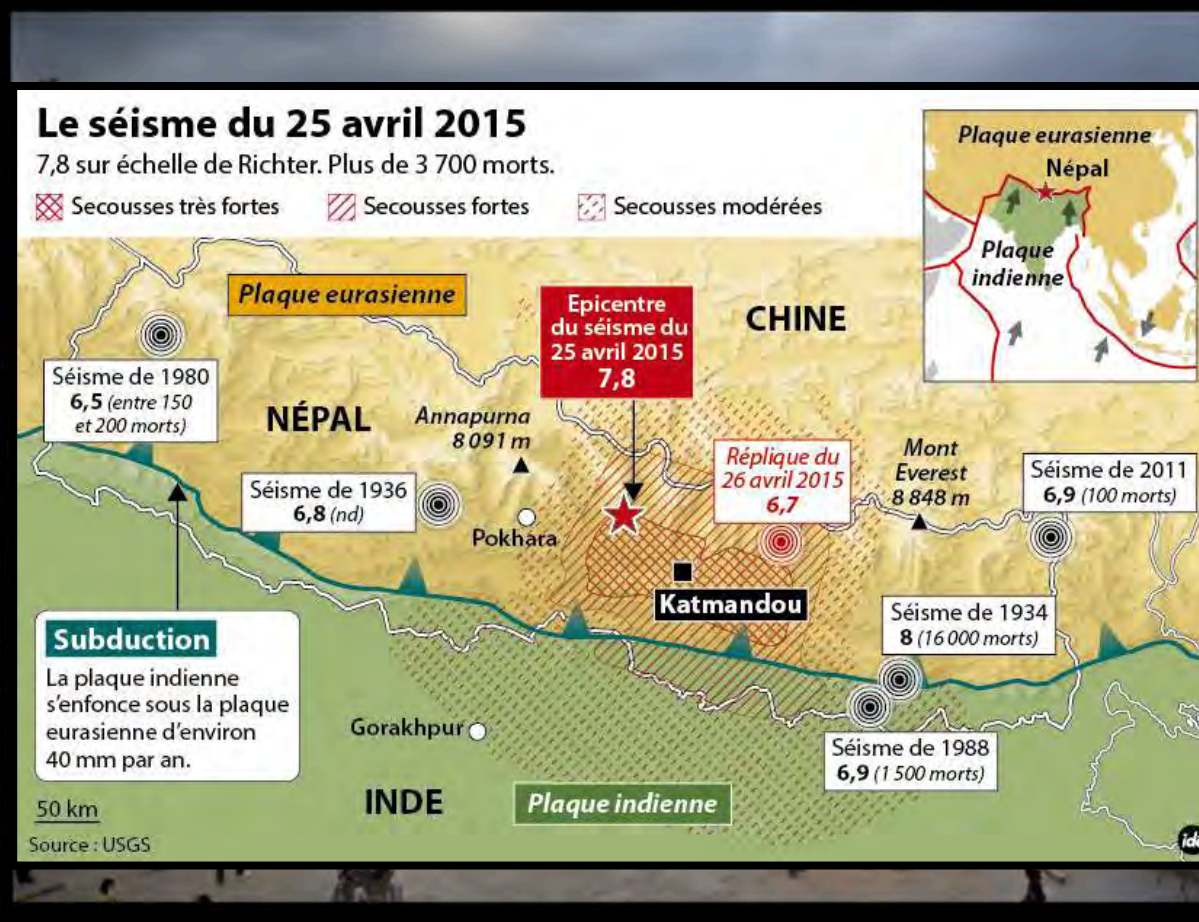 Le séisme du 25 avril 2015
7,8 sur échelle de Richter. Plus de 3 700 morts.
Secousses très fortes
Secousses fortes
Secousses modérées
Plaque eurasienne
Népal
Plaque
indienne
Plaque eurasienne
Epicentre
du séisme du
25 avril 2015
7,8
CHINE
Séisme de 1980
6,5 (entre 150
et 200 morts)
NÉPAL
Annapurna
8 091 m
Réplique du
26 avril 2015
6,7
Mont
Everest
8 848 m
Séisme de 2011
6,9 (100 morts)
Séisme de 1936
6,8 (nd)
Pokhara
Katmandou
Séisme de 1934
8 (16 000 morts)
Subduction
La plaque indienne
s'enfonce sous la plaque
eurasienne d'environ
40 mm par an.
Gorakhpur
Séisme de 1988
6,9 (1 500 morts)
INDE
Plaque indienne
50 km
Source : USGS